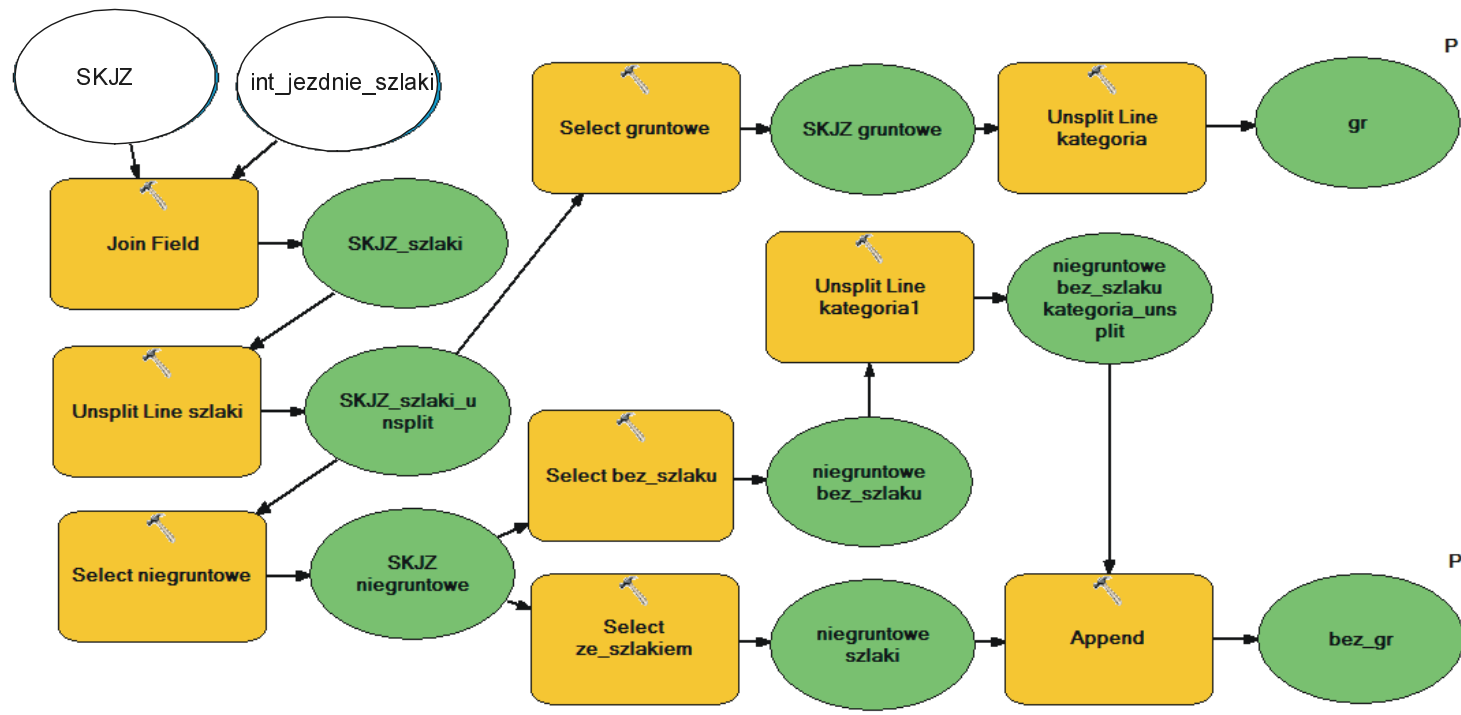 SKJZ
int_jezdnie_szlaki
P
Select gruntowe
SKJZ gruntowe
Unsplit Line
kategoria
gr
Join Field
SKJZ_szlaki
Unsplit Line
kategoria1
niegruntowe
bez_szlaku
kategoria_uns
plit
Unsplit Line szlaki
SKJZ_szlaki_u
nsplit
Select bez_szlaku
niegruntowe
bez_szlaku
Select niegruntowe
SKJZ
niegruntowe
P
Select
ze_szlakiem
niegruntowe
szlaki
Append
bez_gr